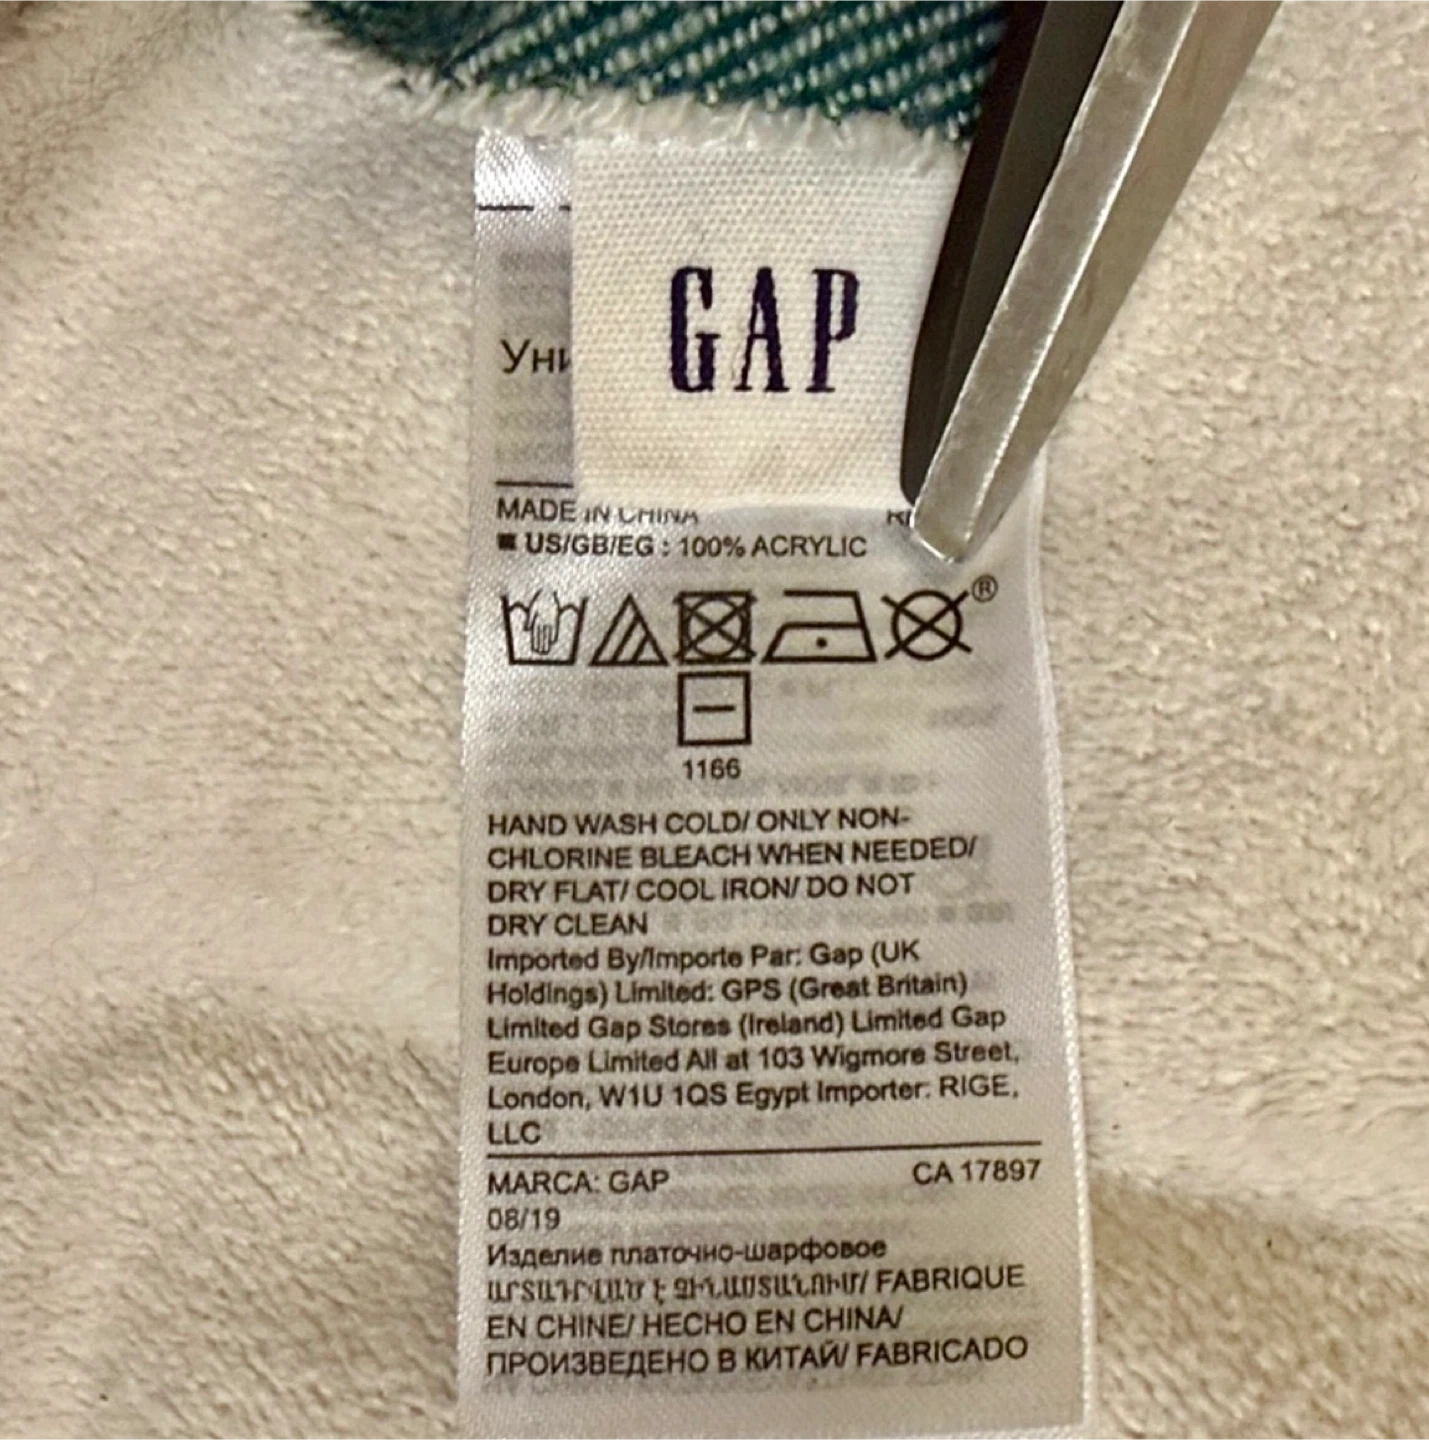 GAP
MADE IN CHINA
US/GB/EG : 100% ACRYLIC
®
1166
HAND WASH COLD/ ONLY NON-
CHLORINE BLEACH WHEN NEEDED/
DRY FLAT/ COOL IRON/ DO NOT
DRY CLEAN
Imported By/Importe Par: Gap (UK
Holdings) Limited: GPS (Great Britain)
Limited Gap Stores (Ireland) Limited Gap
Europe Limited All at 103 Wigmore Street,
London, W1U 1QS Egypt Importer: RIGE,
LLC
MARCA: GAP CA 17897
08/19
Изделие платочно-шарфовое
ԱՐՏԱԴՐՎԱԾ Է ՉԻՆԱՍՏԱՆՈՒՄ/ FABRIQUE
EN CHINE/ HECHO EN CHINA/
ПРОИЗВЕДЕНО В КИТАЙ/ FABRICADO